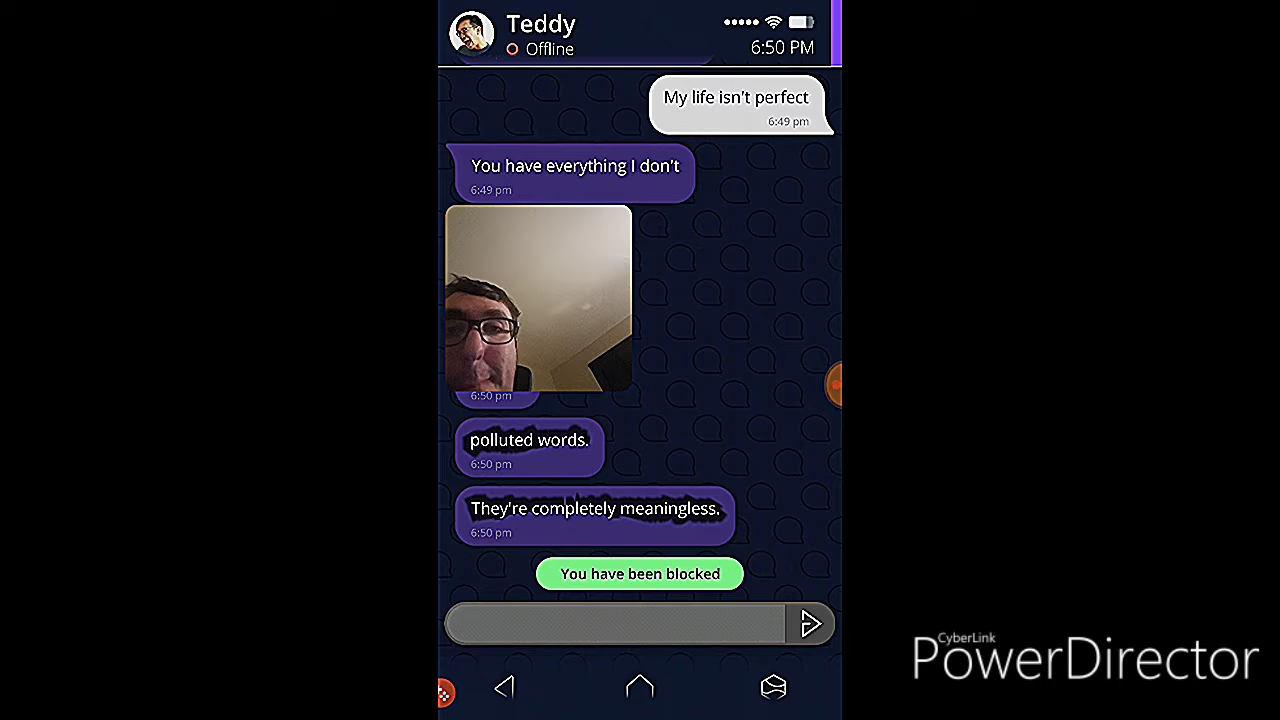 Teddy
Offline
6:50 PM
My life isn't perfect
6:49 pm
You have everything I don't
6:49 pm
6:50 pm
polluted words.
6:50 pm
They're completely meaningless.
6:50 pm
You have been blocked
CyberLink
PowerDirector